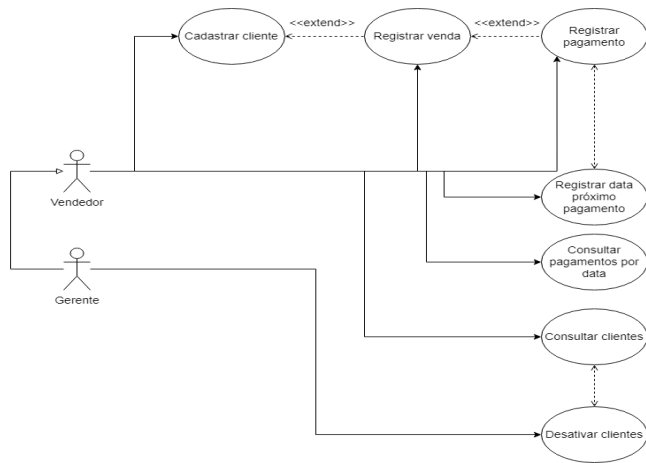 Cadastrar cliente
<<extend>>
Registrar venda
<<extend>>
Registrar
pagamento
Vendedor
Registrar data
próximo
pagamento
Consultar
pagamentos por
data
Gerente
Consultar clientes
Desativar clientes